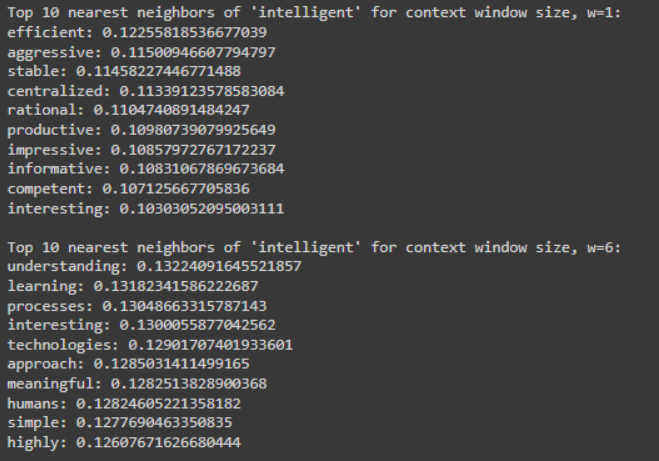 Top 10 nearest neighbors of 'intelligent' for context window size, w=1:
efficient: 0.12255818536677039
aggressive: 0.11500946607794797
stable: 0.11458227446771488
centralized: 0.11339123578583084
rational: 0.1104740891484247
productive: 0.10980739079925649
impressive: 0.10857972767172237
informative: 0.10831067869673684
competent: 0.107125667705836
interesting: 0.10303052095003111

Top 10 nearest neighbors of 'intelligent' for context window size, w=6:
understanding: 0.13224091645521857
learning: 0.13182341586222687
processes: 0.13048663315787143
interesting: 0.1300055877042562
technologies: 0.12901707401933601
approach: 0.1285031411499165
meaningful: 0.1282513828900368
humans: 0.12824605221358182
simple: 0.1277690463350835
highly: 0.12607671626680444